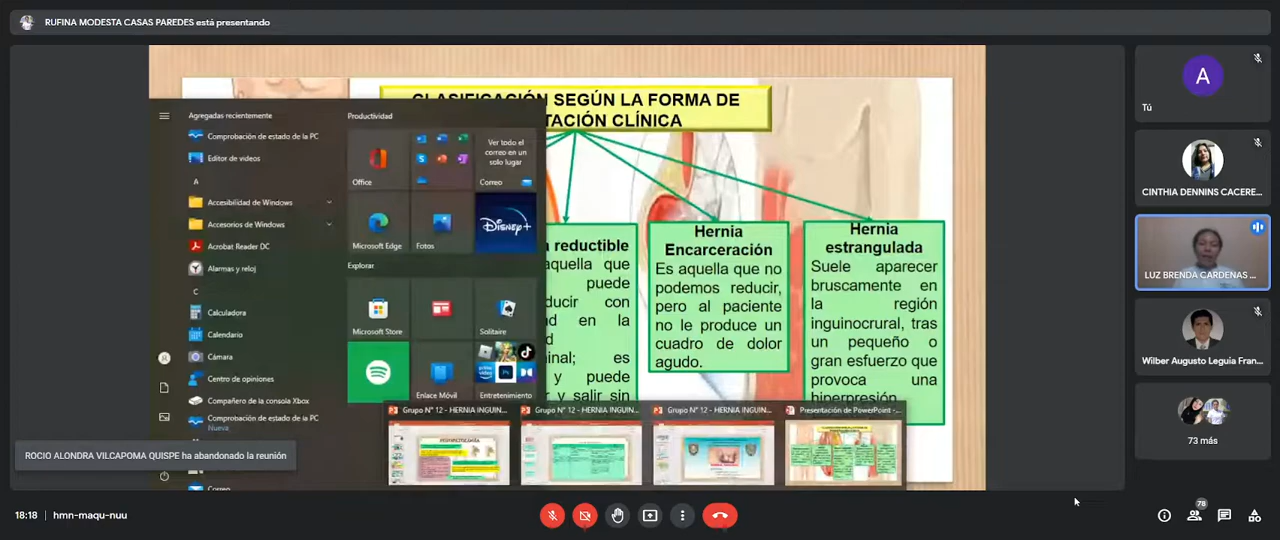 RUFINA MODESTA CASAS PAREDES está presentando
CLASIFICACIÓN SEGÚN LA FORMA DE
TACIÓN CLÍNICA
Agregadas recientemente
Comprobación de estado de la PC
Editor de videos
A
Accesibilidad de Windows
Accesorios de Windows
Acrobat Reader DC
Alarmas y reloj
C
Calculadora
Calendario
Cámara
Centro de opiniones
Compañero de la consola Xbox
Comprobación de estado de la PC
Nueva
Productividad
Office
Ver todo el
correo en un
solo lugar
Correo
Microsoft Edge
Fotos
Disney+
Explorar
Microsoft Store
Solitaire
Enlace Móvil
Entretenimiento
a reductible
aquella que
puede
ducir con
d en la
d
inal; es
y puede
r y salir sin
Hernia
Encarceración
Es aquella que no
podemos reducir,
pero al paciente
no le produce un
cuadro de dolor
agudo.
Hernia
estrangulada
Suele aparecer
bruscamente en
la región
inguinocrural, tras
un pequeño o
gran esfuerzo que
provoca una
hiperpresión
Grupo N° 12 - HERNIA INGUIN...
Grupo N° 12 - HERNIA INGUIN...
Grupo N° 12 - HERNIA INGUIN...
Presentación de PowerPoint -...
ROCIO ALONDRA VILCAPOMA QUISPE ha abandonado la reunión
A
Tú
CINTHIA DENNINS CACERE...
LUZ BRENDA CARDENAS ...
Wilber Augusto Leguia Fran...
73 más
18:18 | hmn-maqu-nuu
78